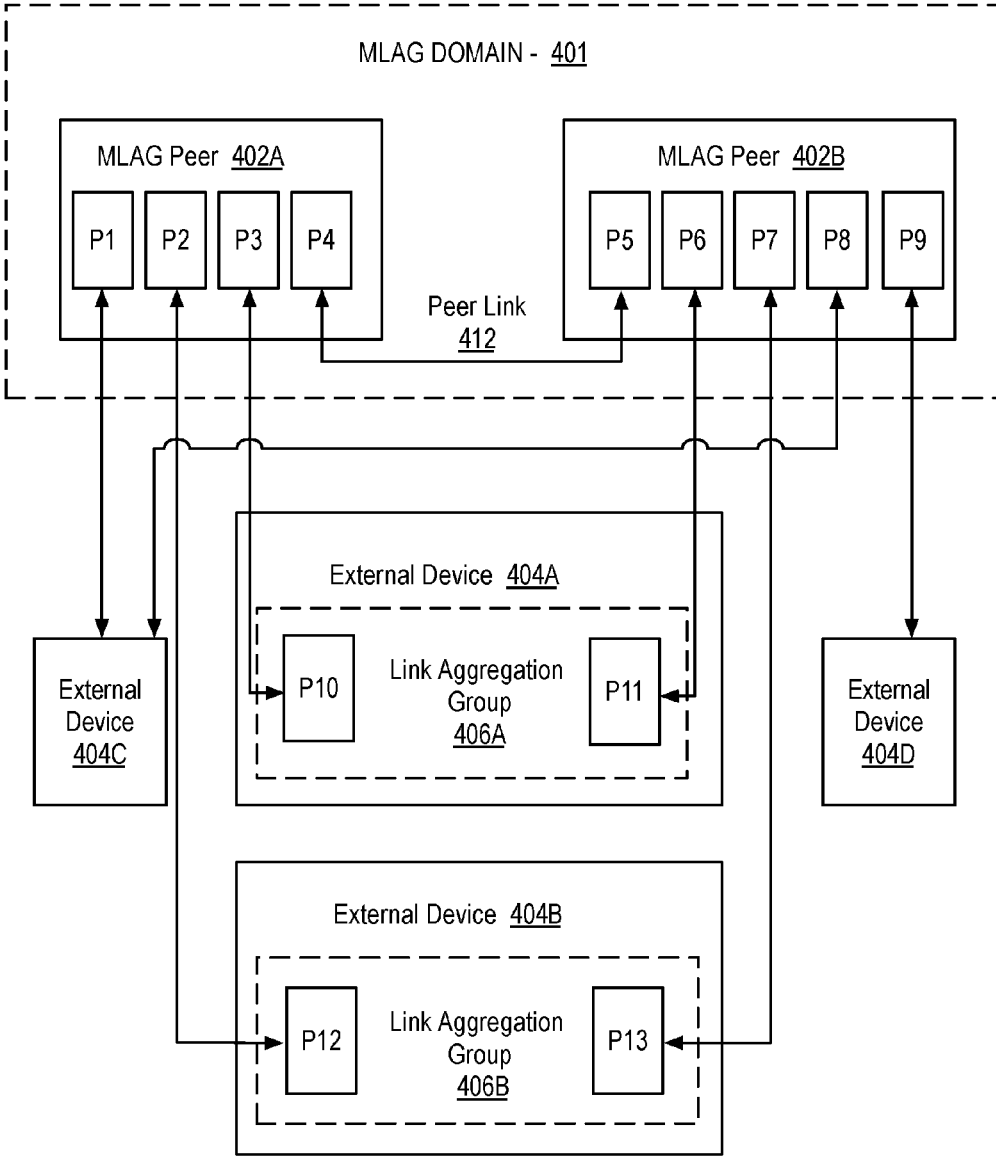 MLAG DOMAIN - 401
MLAG Peer 402A
P1 P2 P3 P4
MLAG Peer 402B
P5 P6 P7 P8 P9
Peer Link
412
External Device 404A
P10
Link Aggregation
Group
406A
P11
External
Device
404C
External
Device
404D
External Device 404B
P12
Link Aggregation
Group
406B
P13